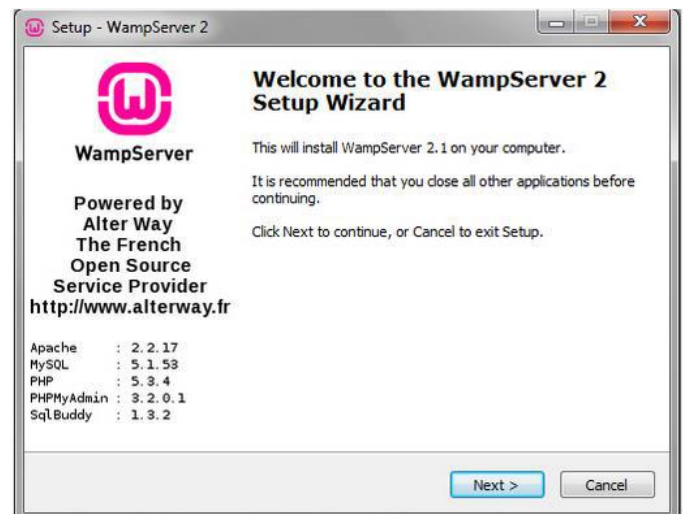 Setup - WampServer 2
WampServer
Powered by
Alter Way
The French
Open Source
Service Provider
http://www.alterway.fr
Apache : 2.2.17
MySQL : 5.1.53
PHP : 5.3.4
PHPMyAdmin : 3.2.0.1
SqlBuddy : 1.3.2
Welcome to the WampServer 2
Setup Wizard
This will install WampServer 2.1 on your computer.
It is recommended that you close all other applications before
continuing.
Click Next to continue, or Cancel to exit Setup.
Next >
Cancel